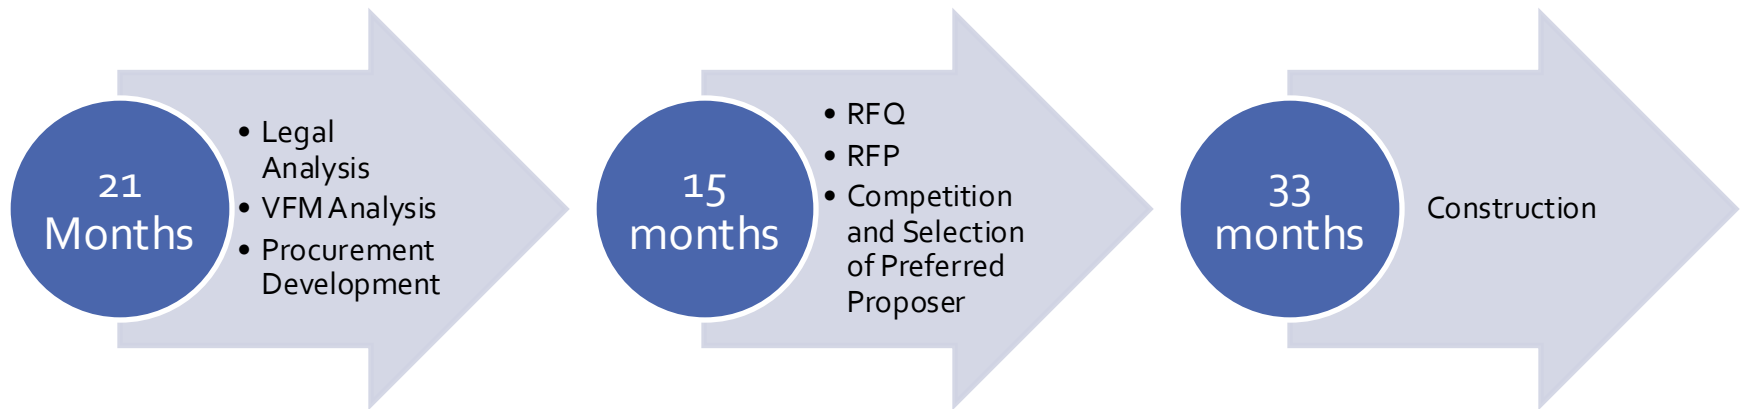 21
Months
• Legal
Analysis
• VFM Analysis
• Procurement
Development
15
months
• RFQ
• RFP
• Competition
and Selection
of Preferred
Proposer
33
months
Construction